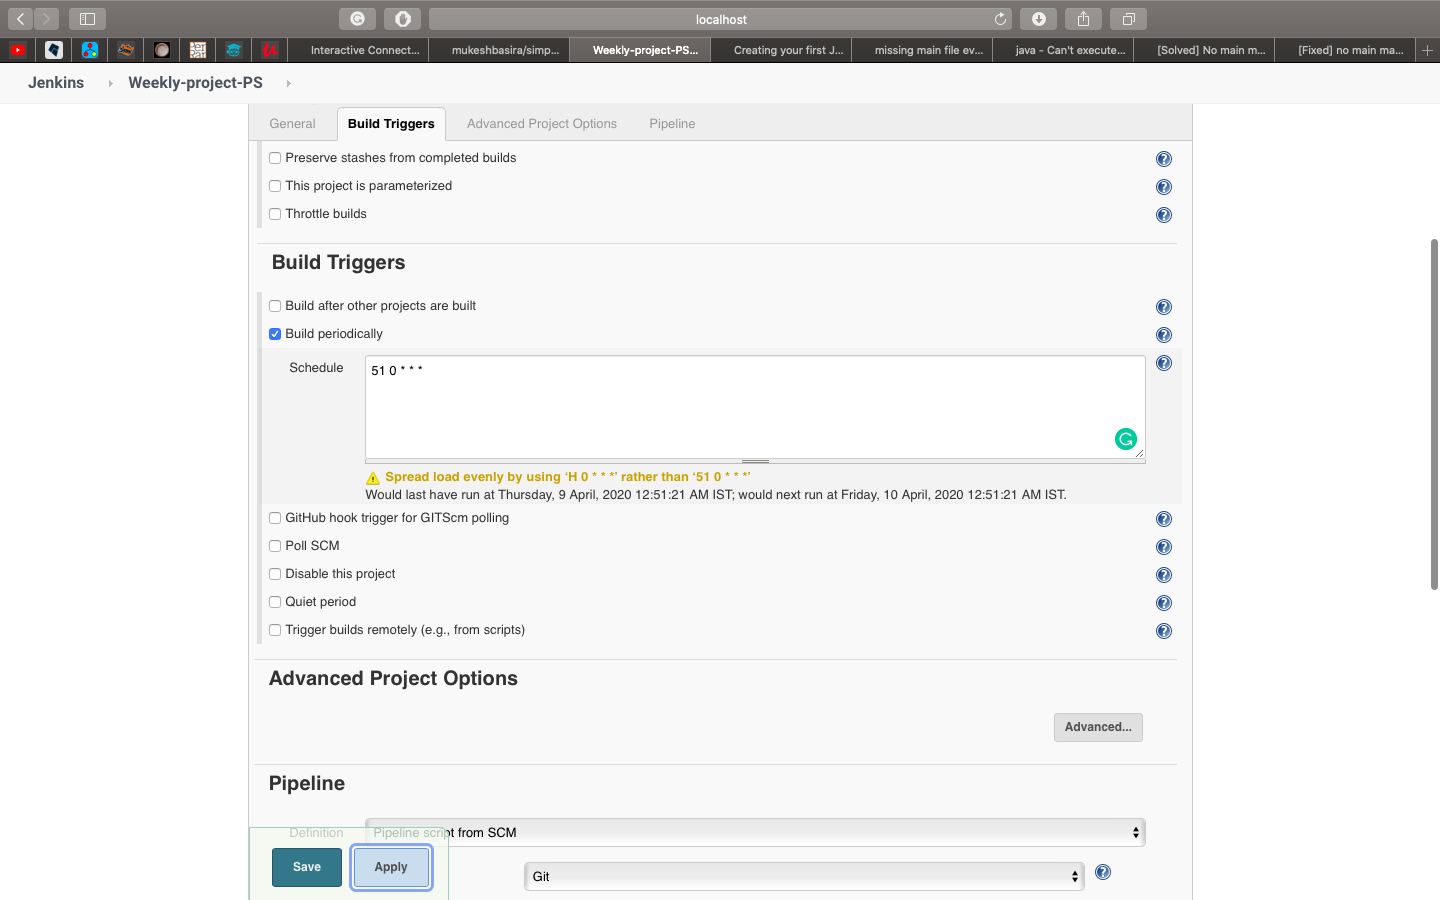 localhost
Interactive Connect...
mukeshbasira/simp...
Weekly-project-PS...
Creating your first J...
missing main file ev...
java - Can't execute...
[Solved] No main m...
[Fixed] no main ma...
Jenkins
Weekly-project-PS
General
Build Triggers
Advanced Project Options
Pipeline
Preserve stashes from completed builds
This project is parameterized
Throttle builds
Build Triggers
Build after other projects are built
Build periodically
Schedule
51 0 * * *
Spread load evenly by using ‘H 0 * * *’ rather than ‘51 0 * * *’
Would last have run at Thursday, 9 April, 2020 12:51:21 AM IST; would next run at Friday, 10 April, 2020 12:51:21 AM IST.
GitHub hook trigger for GITScm polling
Poll SCM
Disable this project
Quiet period
Trigger builds remotely (e.g., from scripts)
Advanced Project Options
Advanced...
Pipeline
Definition
Pipeline script from SCM
Save
Apply
Git